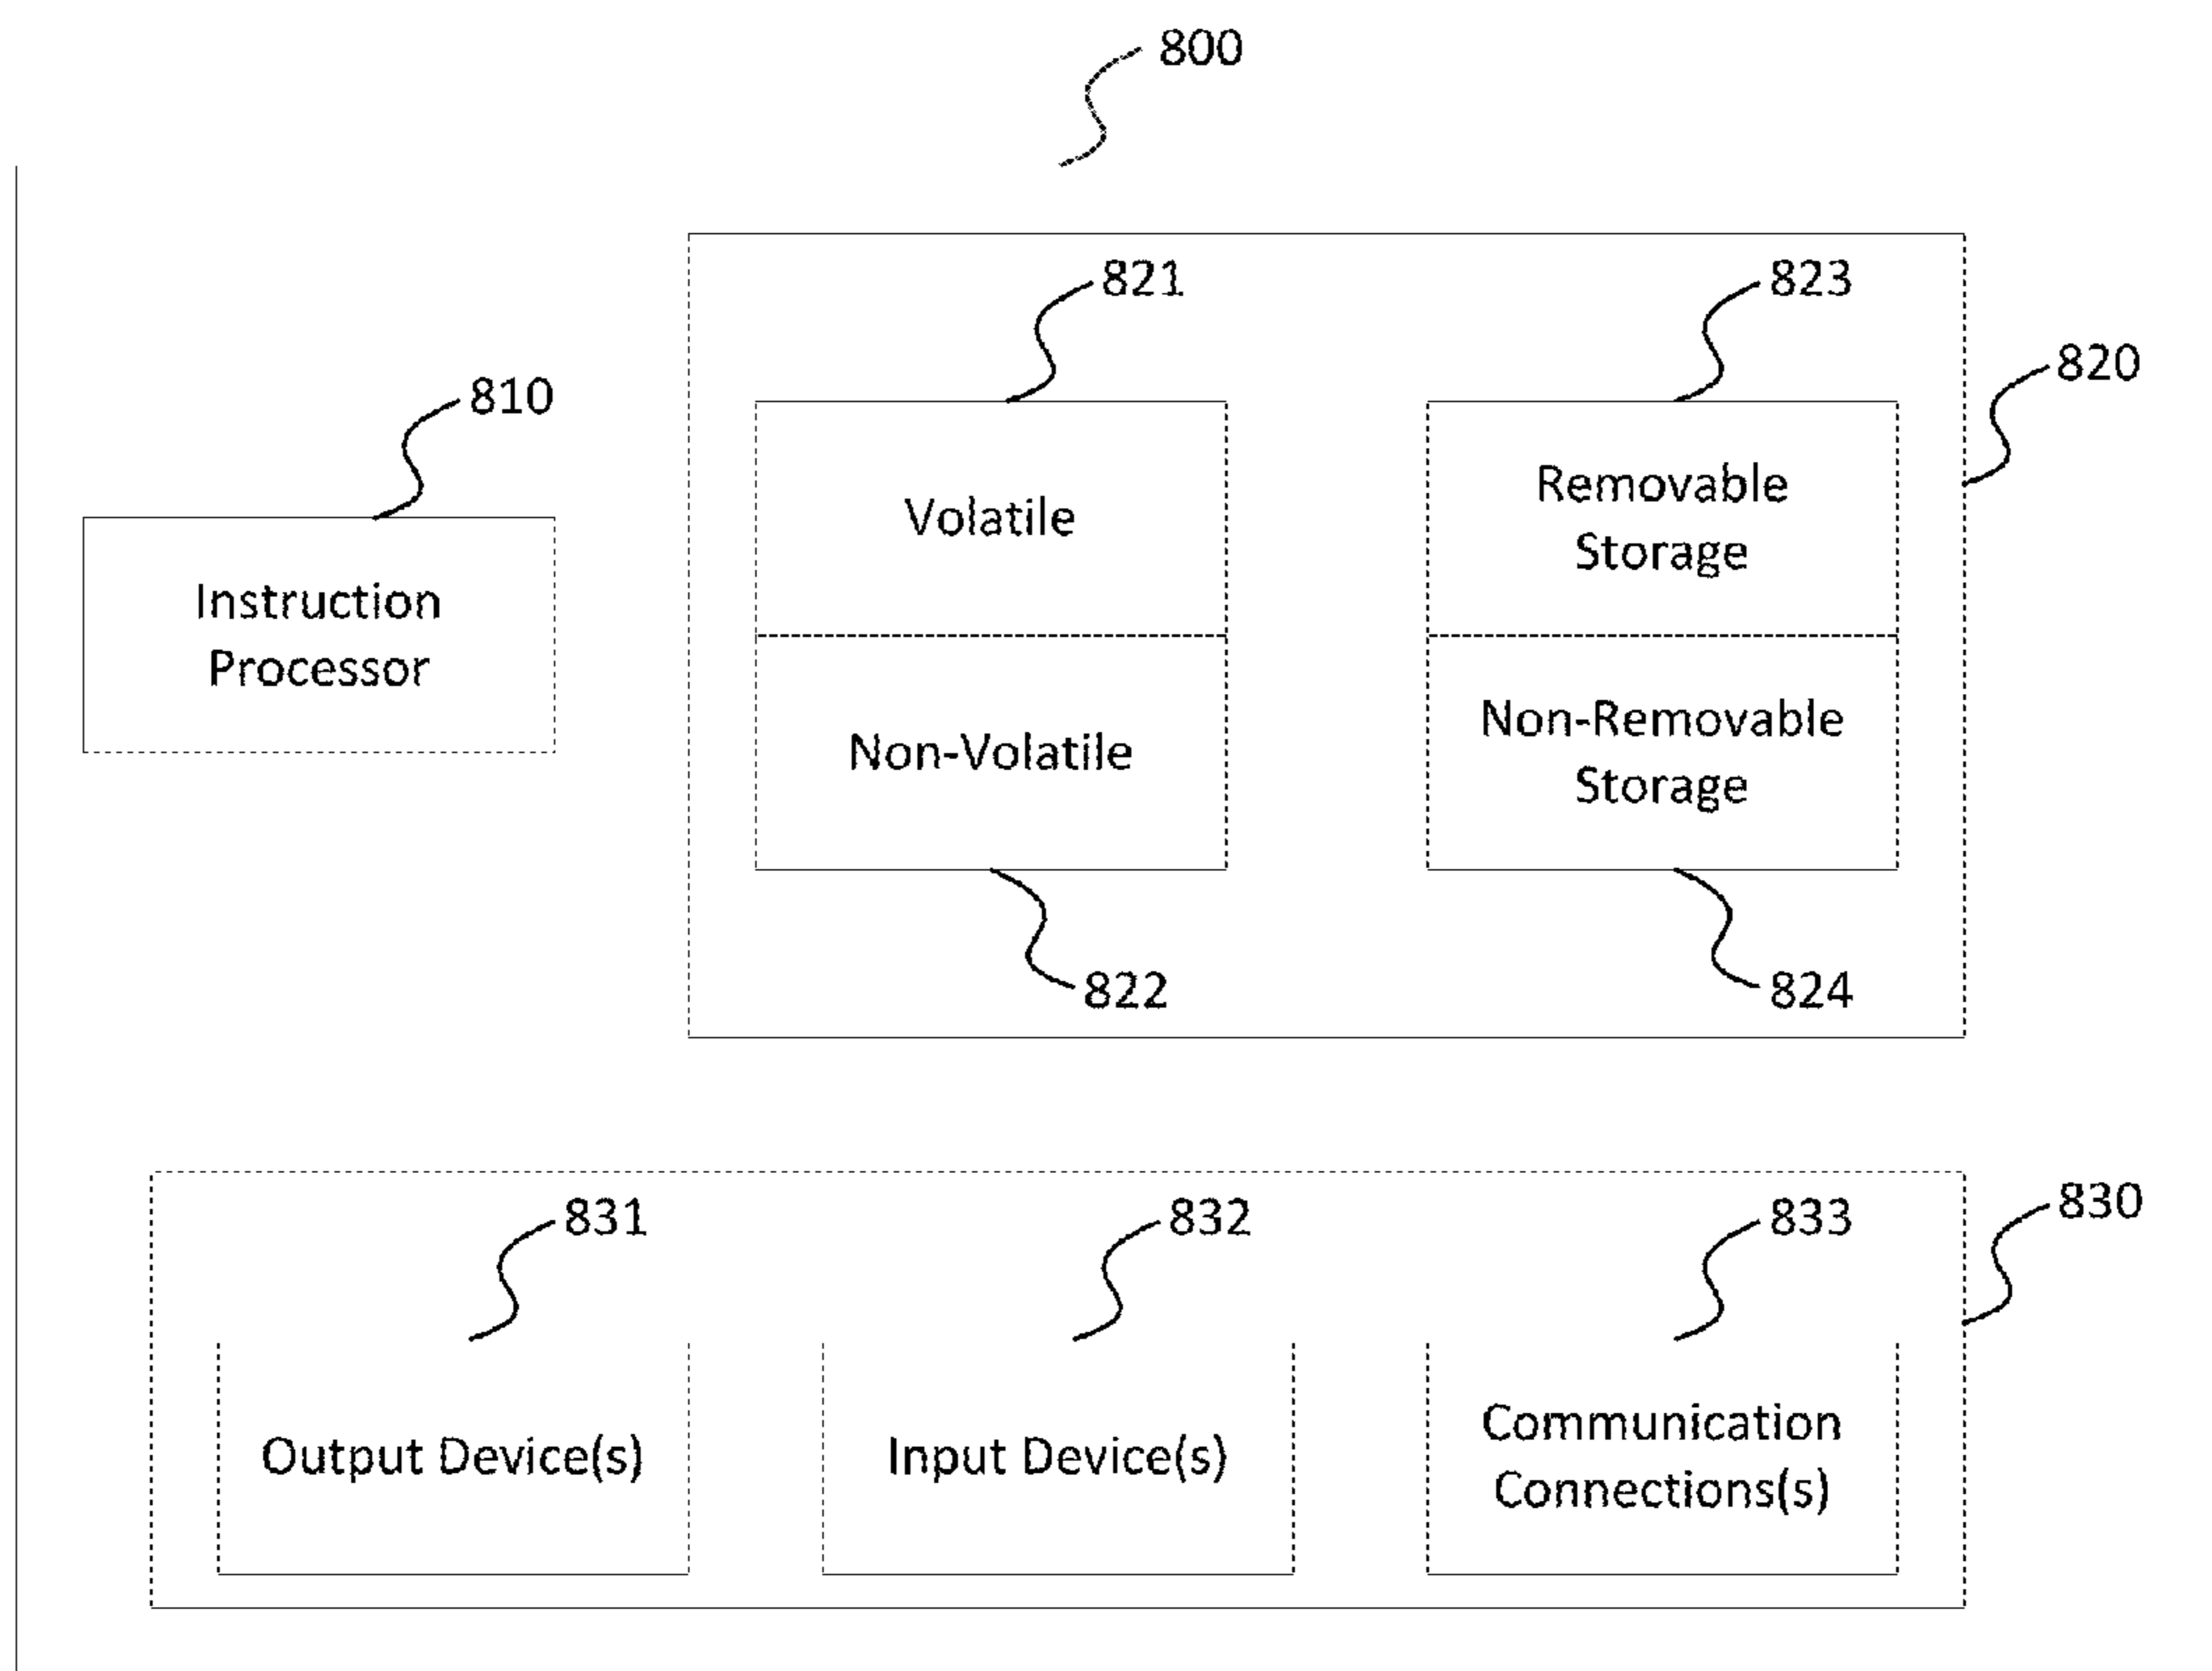 800
821
823
820
810
Volatile
Removable
Storage
Instruction
Processor
Non-Volatile
Non-Removable
Storage
822
824
830
831
832
833
Output Device(s)
Input Device(s)
Communication
Connections(s)